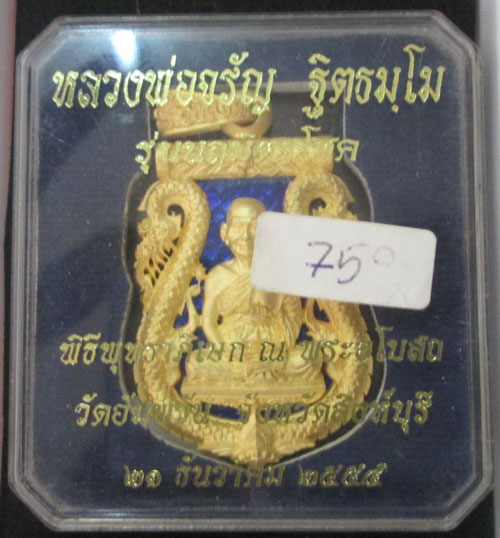 หลวงพ่อจรัญ ฐิตธมฺโม
รุ่น
75
พิธีพุทธาภิเษก ณ พระอุโบสถ
วัดอัมพวัน จังหวัดสิงห์บุรี
๒๑ ธันวาคม ๒๕๕๕